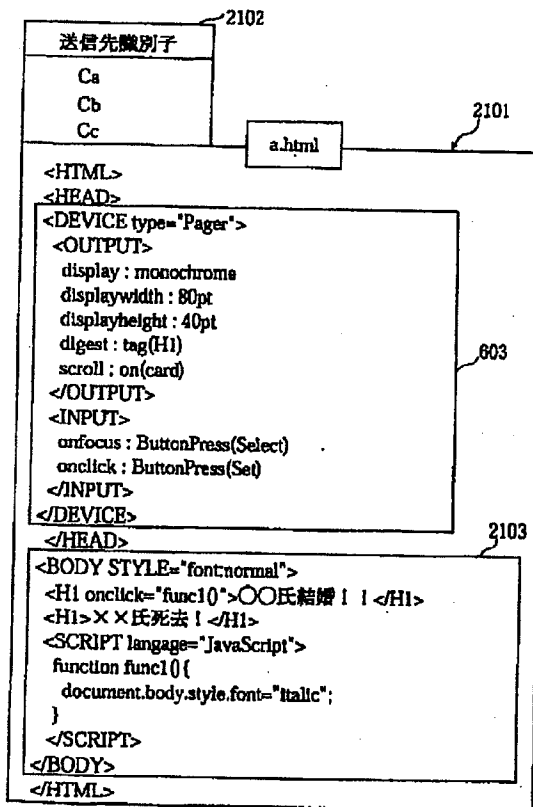 2102
送信先識別子
Ca
Cb
Cc
2101
a.html
<HTML>
<HEAD>
<DEVICE type="Pager">
<OUTPUT>
display : monochrome
displaywidth : 80pt
displayheight : 40pt
digest : tag(H1)
scroll : on(card)
</OUTPUT>
603
<INPUT>
onfocus : ButtonPress(Select)
onclick : ButtonPress(Set)
</INPUT>
</DEVICE>
</HEAD>
2103
<BODY STYLE="font:normal">
<H1 onclick="func1()">〇〇氏結婚！！</H1>
<H1>××氏死去！</H1>
<SCRIPT langage="JavaScript">
function func1(){
document.body.style.font="italic";
}
</SCRIPT>
</BODY>
</HTML>